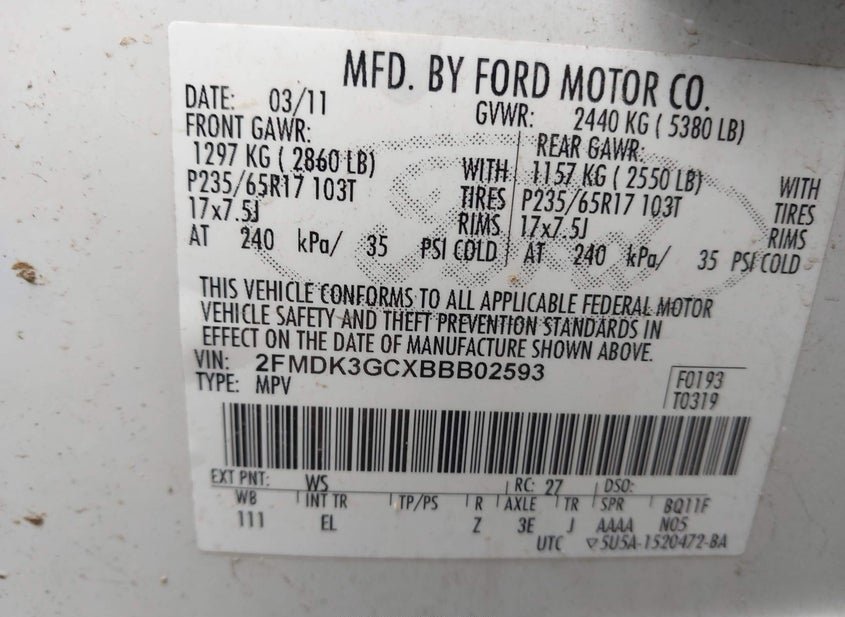 MFD. BY FORD MOTOR CO.
DATE: 03/11 GVWR: 2440 KG ( 5380 LB)
FRONT GAWR: REAR GAWR:
1297 KG ( 2860 LB) WITH 1157 KG ( 2550 LB) WITH
P235/65R17 103T TIRES P235/65R17 103T TIRES
17x7.5J RIMS 17x7.5J RIMS
AT 240 kPa/ 35 PSI COLD AT 240 kPa/ 35 PSI COLD
THIS VEHICLE CONFORMS TO ALL APPLICABLE FEDERAL MOTOR
VEHICLE SAFETY AND THEFT PREVENTION STANDARDS IN
EFFECT ON THE DATE OF MANUFACTURE SHOWN ABOVE.
VIN: 2FMDK3GCXBBB02593
TYPE: MPV F0193
T0319
EXT PNT: WS RC: 27 DSO:
WB INT TR TP/PS R AXLE TR SPR BQ11F
111 EL Z 3E J AAAA N05
UTC ▽5U5A-1520472-BA